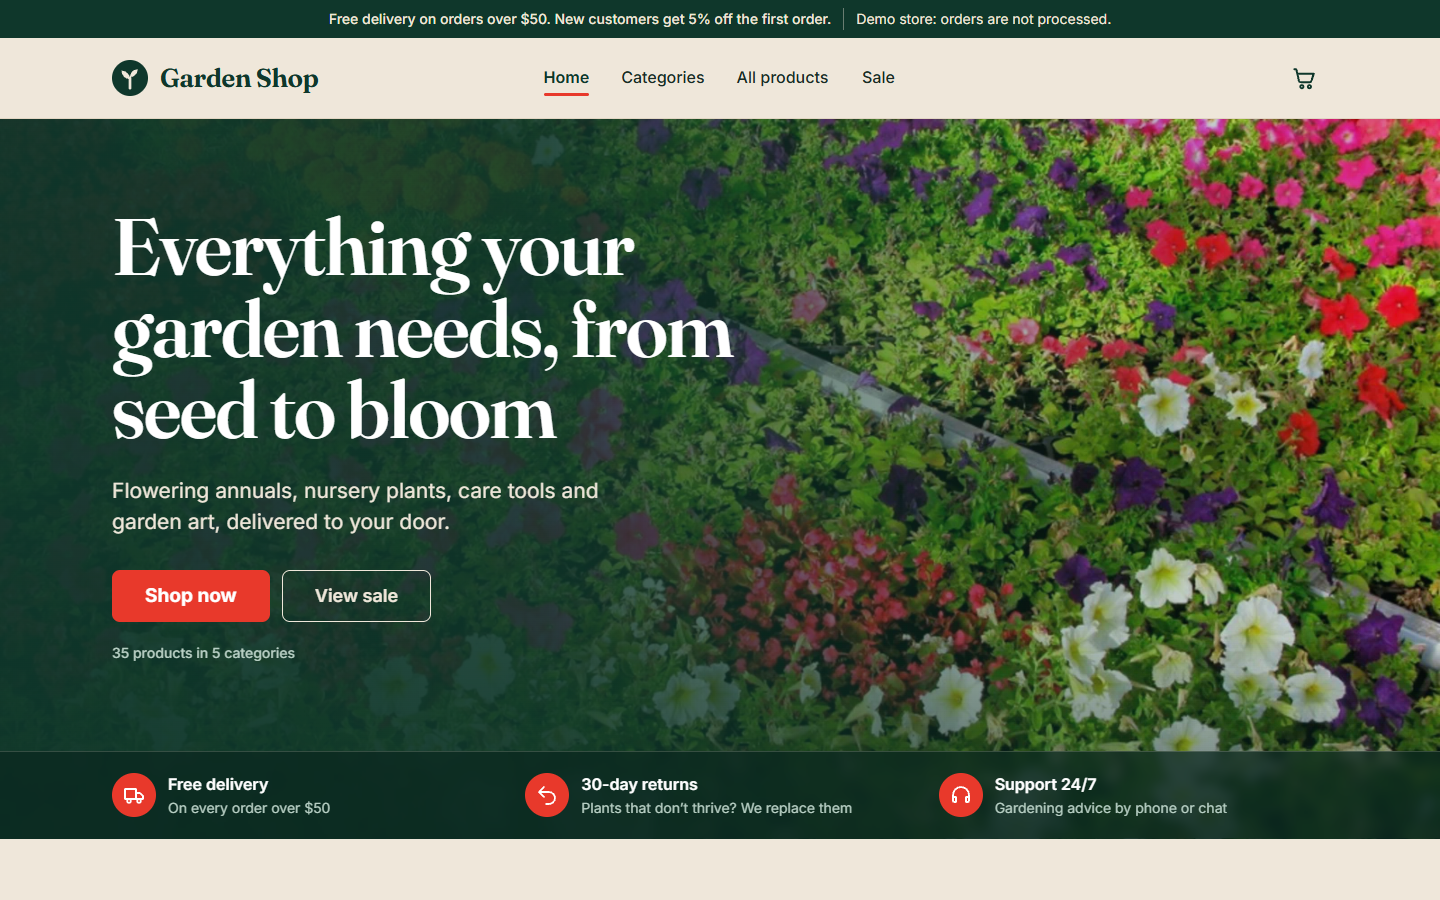 Free delivery on orders over $50. New customers get 5% off the first order. Demo store: orders are not processed.
Garden Shop
Home Categories All products Sale
Everything your
garden needs, from
seed to bloom
Flowering annuals, nursery plants, care tools and
garden art, delivered to your door.
Shop now View sale
35 products in 5 categories
Free delivery
On every order over $50
30-day returns
Plants that don’t thrive? We replace them
Support 24/7
Gardening advice by phone or chat